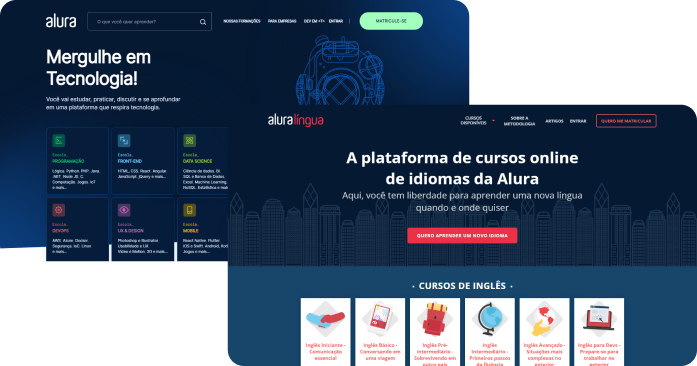 alura
O que você quer aprender?
NOSSAS FORMAÇÕES
PARA EMPRESAS
DEV EM <T>
ENTRAR
MATRICULE-SE
Mergulhe em
Tecnologia!
Você vai estudar, praticar, discutir e se aprofundar
em uma plataforma que respira tecnologia.
Escola_
PROGRAMAÇÃO
Lógica, Python, PHP, Java,
.NET, Node JS, C,
Computação, Jogos, IoT
e mais...
Escola_
FRONT-END
HTML, CSS, React, Angular,
JavaScript, jQuery e mais...
Escola_
DATA SCIENCE
Ciência de dados, BI,
SQL e Banco de Dados,
Excel, Machine Learning,
NoSQL, Estatística e mais
Escola_
DEVOPS
AWS, Azure, Docker,
Segurança, IaC, Linux
e mais...
Escola_
UX & DESIGN
Photoshop e Illustrator,
Usabilidade e UX,
Vídeo e Motion, 3D e mais...
Escola_
MOBILE
React Native, Flutter,
iOS e Swift, Android, Kotlin
Jogos e mais...
aluralíngua
CURSOS
DISPONÍVEIS
SOBRE A
METODOLOGIA
ARTIGOS
ENTRAR
QUERO ME MATRICULAR
A plataforma de cursos online
de idiomas da Alura
Aqui, você tem liberdade para aprender uma nova língua
quando e onde quiser
QUERO APRENDER UM NOVO IDIOMA
• CURSOS DE INGLÊS •
Inglês Iniciante -
Comunicação
essencial
Inglês Básico -
Conversando em
uma viagem
Inglês Pré-
intermediário -
Sobrevivendo em
outro país
Inglês
Intermediário -
Primeiros passos
da fluência
Inglês Avançado -
Situações mais
complexas no
exterior
Inglês para Devs -
Prepare-se para
trabalhar no
exterior